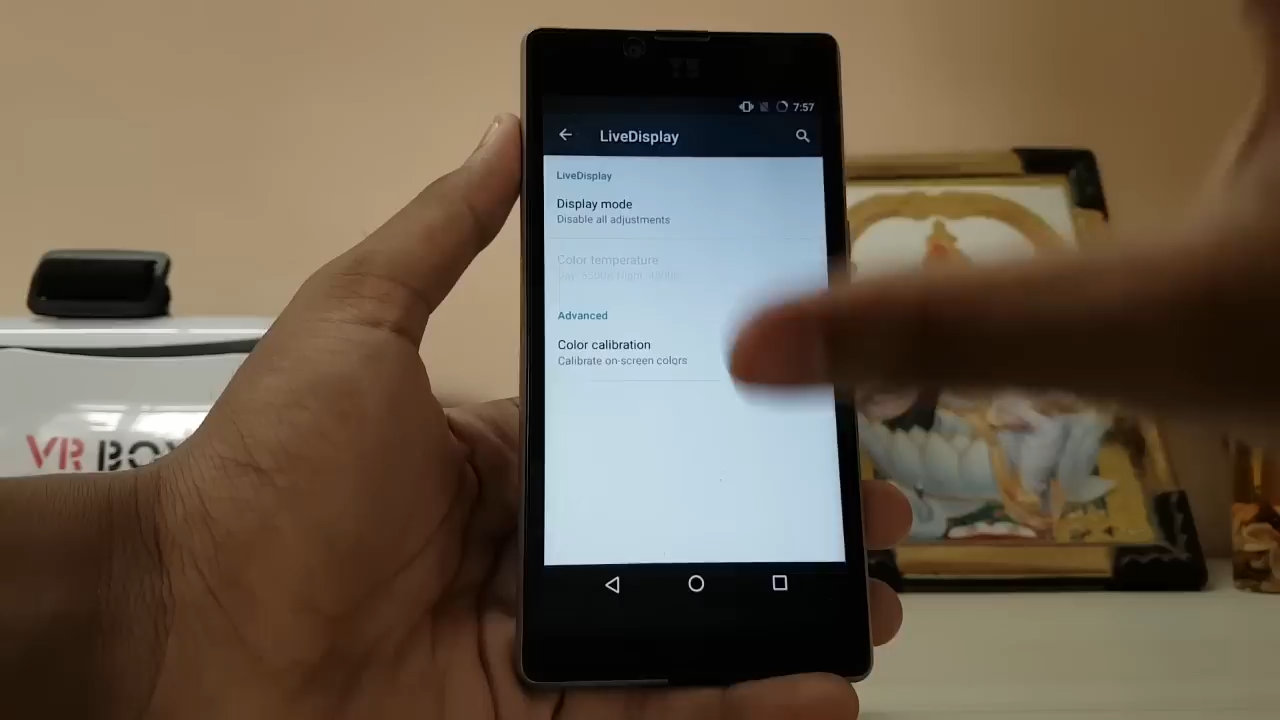 7:57
LiveDisplay
LiveDisplay
Display mode
Disable all adjustments
Color temperature
Advanced
Color calibration
Calibrate on-screen colors
VR BO